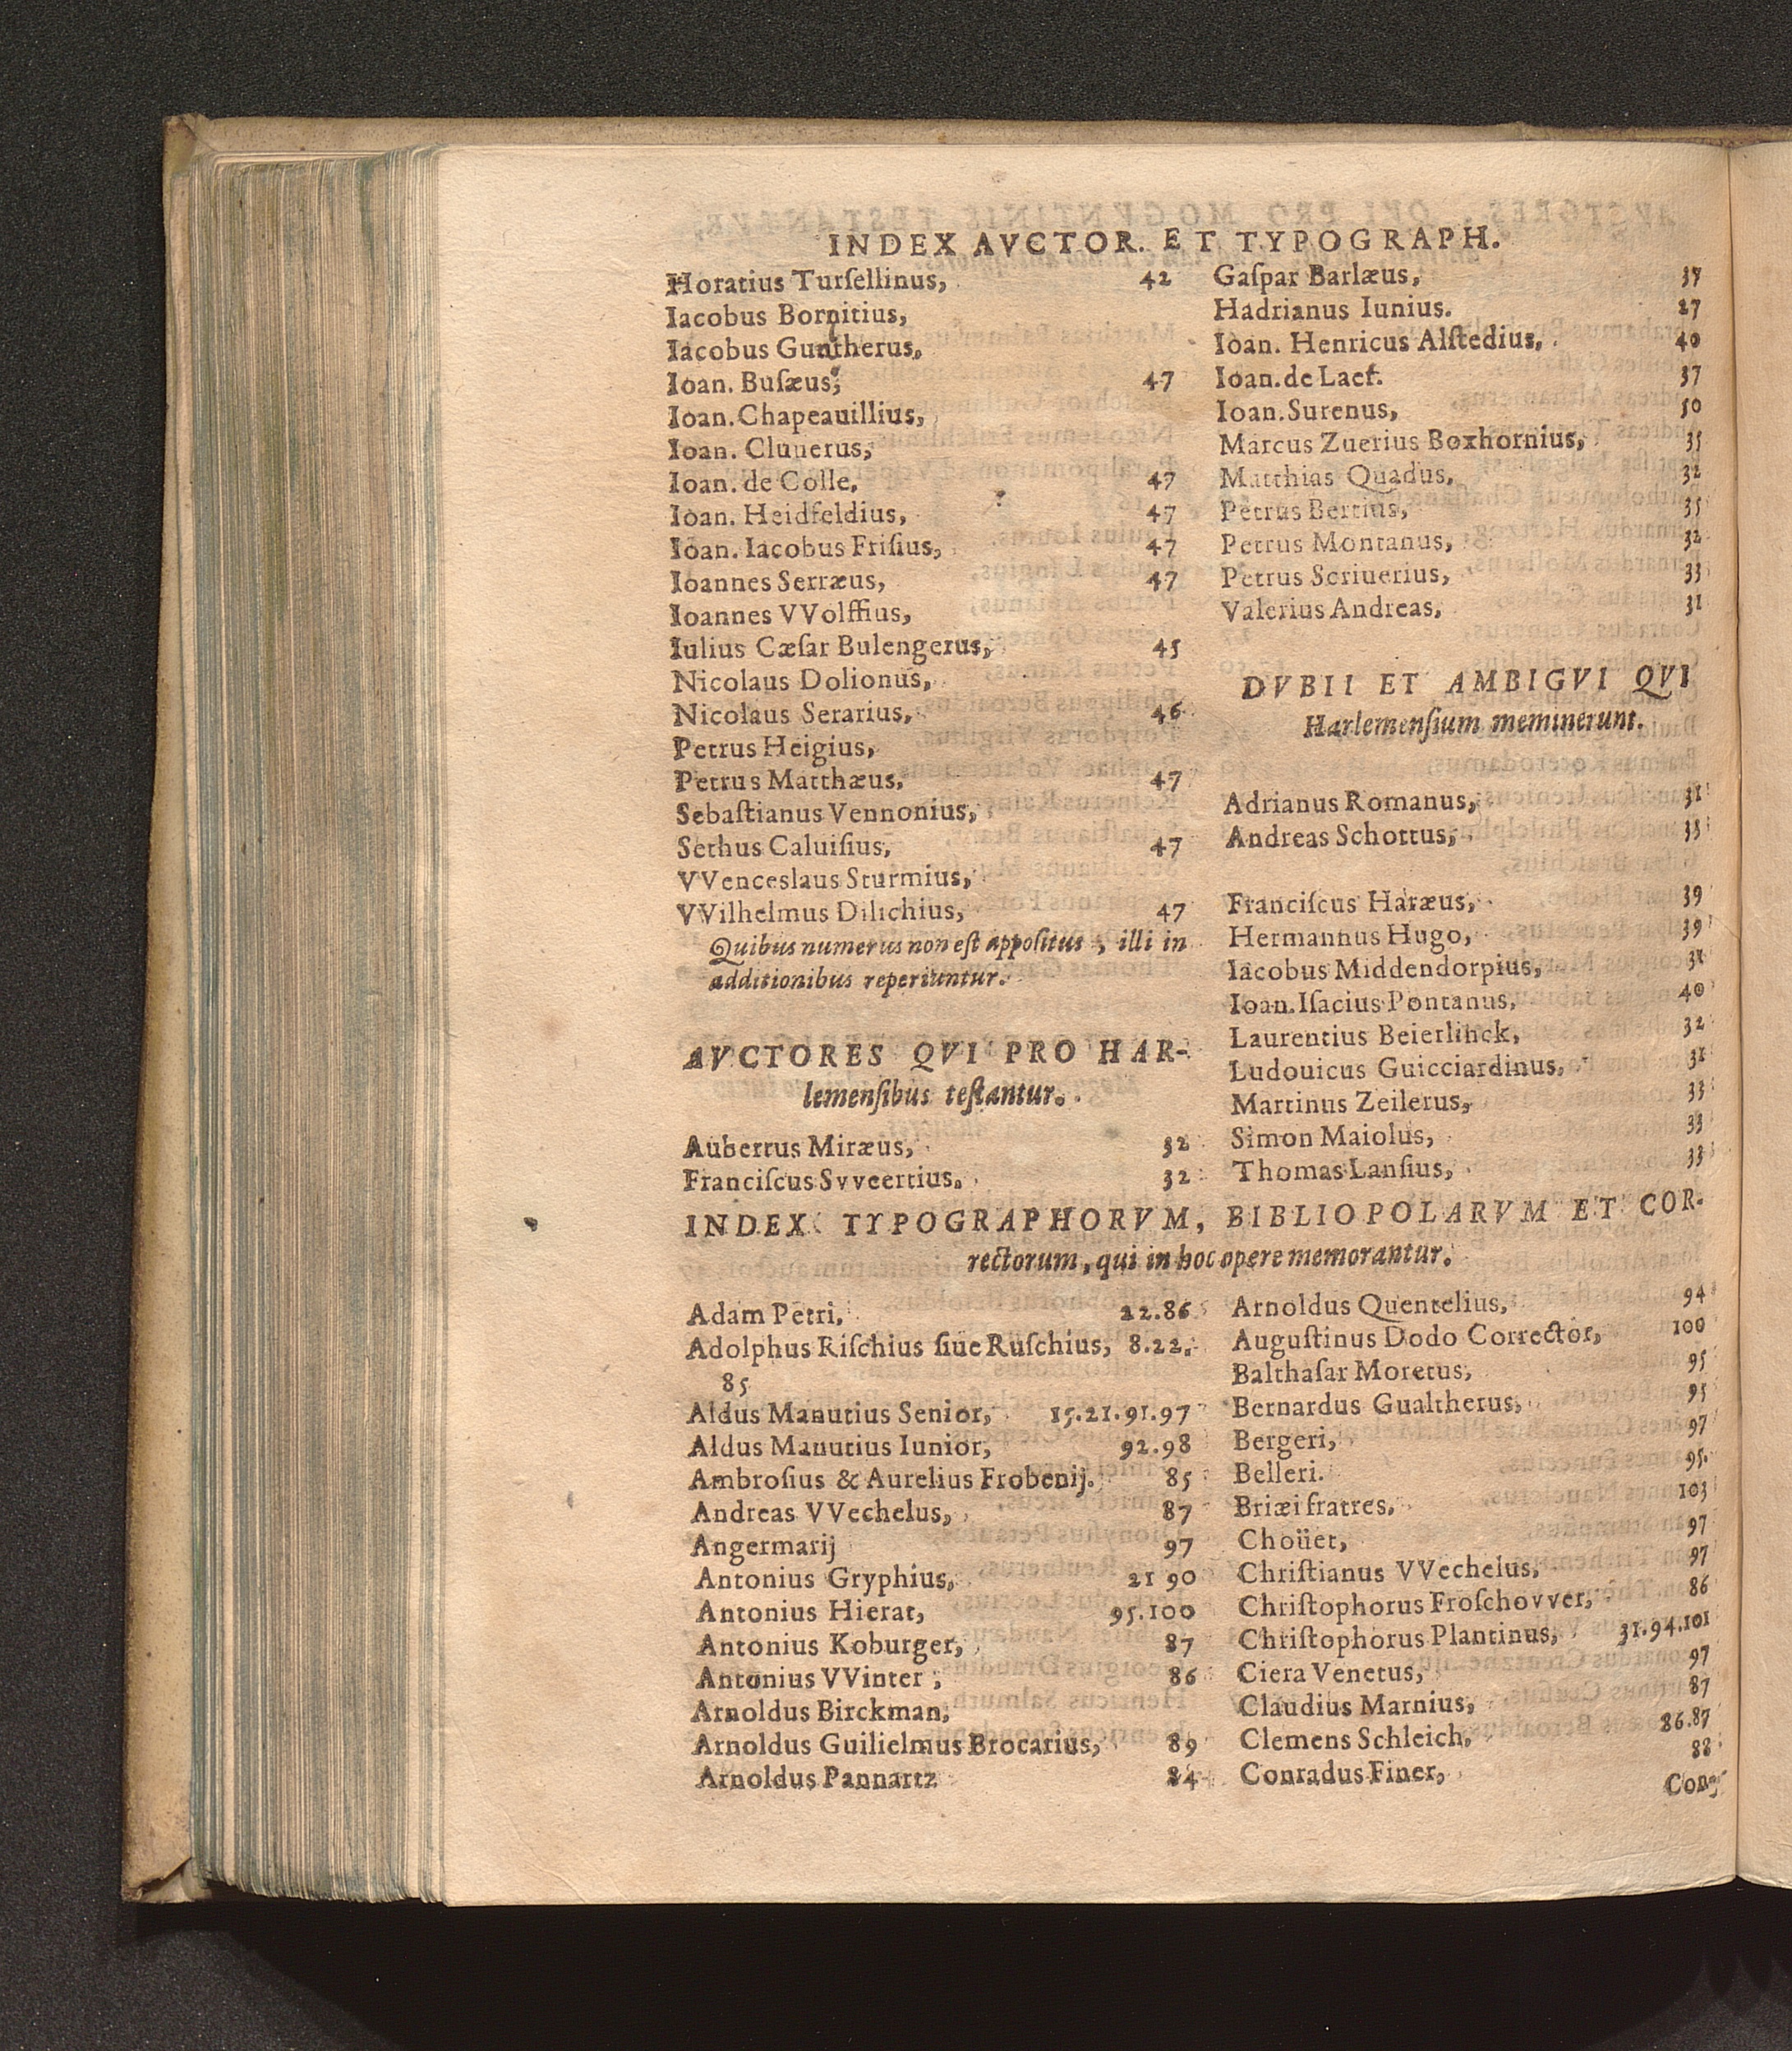 INDEX AVCTOR. ET TYPOGRAPH.
Horatius Turſellinus, 42
Iacobus Bornitius,
Iacobus Guntherus,
Ioan. Buſæus, 47
Ioan. Chapeauillius,
Ioan. Cluuerus,
Ioan. de Colle, 47
Ioan. Heidfeldius, 47
Ioan. Iacobus Friſius, 47
Ioannes Serræus, 47
Ioannes VVolffius,
Iulius Cæſar Bulengerus, 45
Nicolaus Dolionus,
Nicolaus Serarius, 46
Petrus Heigius,
Petrus Matthæus, 47
Sebaſtianus Vennonius,
Sethus Caluiſius, 47
VVenceslaus Sturmius,
VVilhelmus Dilichius, 47
Quibus numerus non eſt appoſitus, illi in
additionibus reperiuntur.
AVCTORES QVI PRO HAR-
lemenſibus teſtantur.
Aubertus Miræus, 32
Franciſcus Svveertius. 32
Gaſpar Barlæus, 37
Hadrianus Iunius. 27
Ioan. Henricus Alſtedius, 40
Ioan. de Laet. 37
Ioan. Surenus, 50
Marcus Zuerius Boxhornius, 35
Matthias Quadus, 32
Petrus Bertius, 35
Petrus Montanus, 32
Petrus Scriuerius, 33
Valerius Andreas, 31
DVBII ET AMBIGVI QVI
Harlemenſium meminerunt.
Adrianus Romanus, 31
Andreas Schottus, 33
Franciſcus Haræus, 39
Hermannus Hugo, 39
Iacobus Middendorpius, 31
Ioan. Iſacius Pontanus, 40
Laurentius Beierlinck, 32
Ludouicus Guicciardinus, 31
Martinus Zeilerus, 33
Simon Maiolus, 33
Thomas Lanſius, 33
INDEX TYPOGRAPHORVM, BIBLIOPOLARVM ET COR-
rectorum, qui in hoc opere memorantur.
Adam Petri, 22.86
Adolphus Riſchius ſiue Ruſchius, 8.22.
85
Aldus Manutius Senior, 15.21.91.97
Aldus Manutius Iunior, 92.98
Ambroſius & Aurelius Frobenij. 85
Andreas VVechelus, 87
Angermarij 97
Antonius Gryphius, 21 90
Antonius Hierat, 95.100
Antonius Koburger, 87
Antonius VVinter; 86
Arnoldus Birckman,
Arnoldus Guilielmus Brocarius, 89
Arnoldus Pannartz 84
Arnoldus Quentelius, 94
Auguſtinus Dodo Corrector, 100
Balthaſar Moretus, 95
Bernardus Gualtherus, 95
Bergeri, 97
Belleri. 95.
Briæi fratres. 103
Choüet, 97
Chriſtianus VVechelus, 97
Chriſtophorus Froſchovver, 86
Chriſtophorus Plantinus, 31.94.101
Ciera Venetus, 97
Claudius Marnius, 87
Clemens Schleich, 86.87
Conradus Finer, 88
Con-